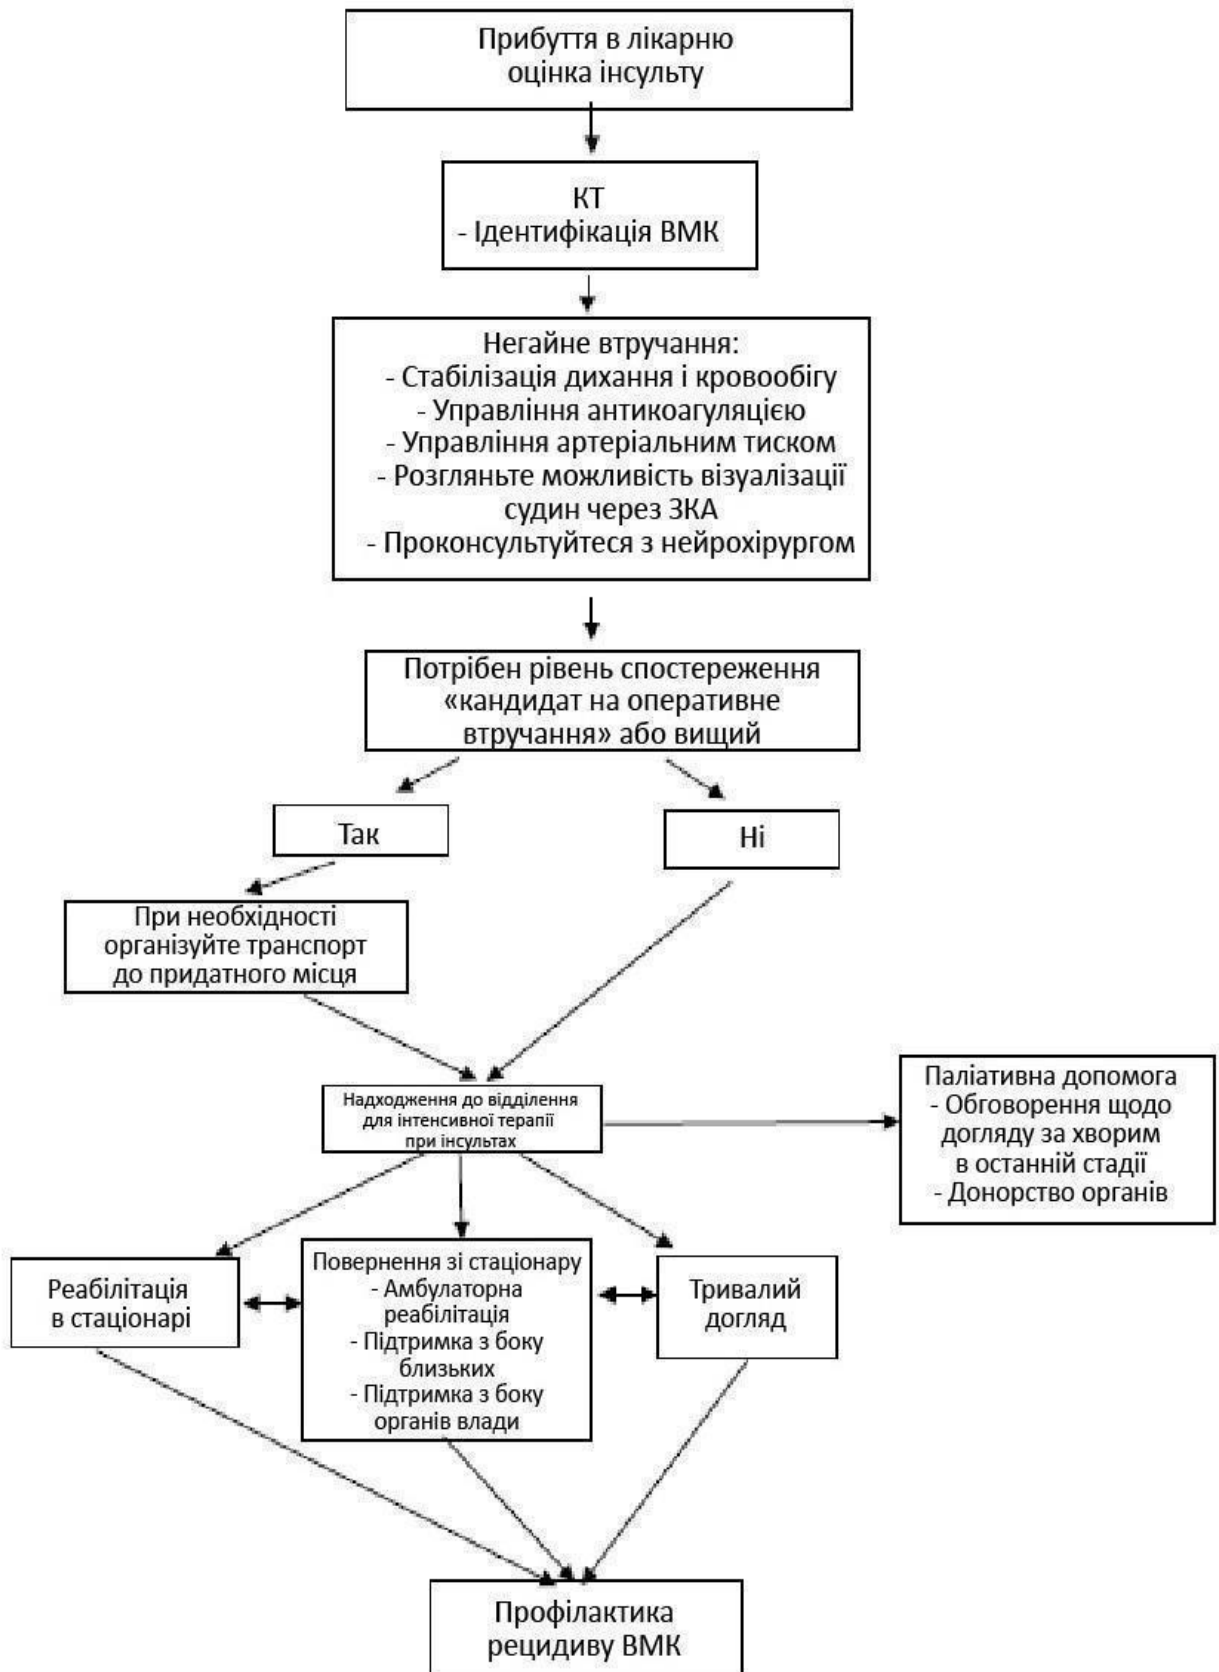 Прибуття в лікарню
оцінка інсульту
КТ
- Ідентифікація ВМК
Негайне втручання:
- Стабілізація дихання і кровообігу
- Управління антикоагуляцією
- Управління артеріальним тиском
- Розгляньте можливість візуалізації
судин через ЗКА
- Проконсультуйтеся з нейрохірургом
Потрібен рівень спостереження
«кандидат на оперативне
втручання» або вищий
Так
Ні
При необхідності
організуйте транспорт
до придатного місця
Надходження до відділення
для інтенсивної терапії
при інсультах
Паліативна допомога
- Обговорення щодо
догляду за хворим
в останній стадії
- Донорство органів
Реабілітація
в стаціонарі
Повернення зі стаціонару
- Амбулаторна
реабілітація
- Підтримка з боку
близьких
- Підтримка з боку
органів влади
Тривалий
догляд
Профілактика
рецидиву ВМК